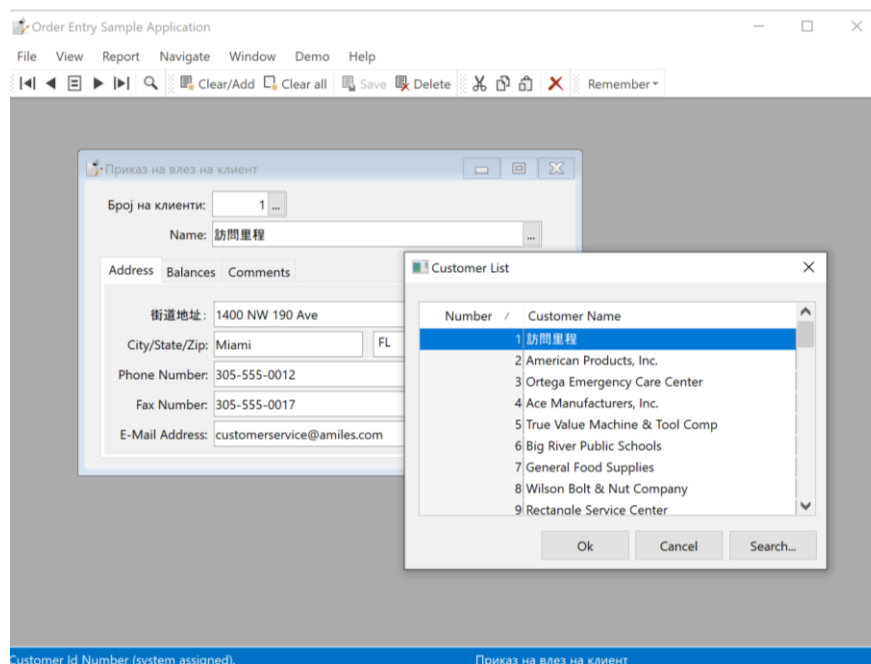 Order Entry Sample Application
File View Report Navigate Window Demo Help
Clear/Add Clear all Save Delete Remember
Приказ на влез на клиент
Број на клиенти: 1 ...
Name: 訪問里程 ...
Address Balances Comments
街道地址: 1400 NW 190 Ave
City/State/Zip: Miami FL
Phone Number: 305-555-0012
Fax Number: 305-555-0017
E-Mail Address: customerservice@amiles.com
Customer List
Number / Customer Name
1 訪問里程
2 American Products, Inc.
3 Ortega Emergency Care Center
4 Ace Manufacturers, Inc.
5 True Value Machine & Tool Comp
6 Big River Public Schools
7 General Food Supplies
8 Wilson Bolt & Nut Company
9 Rectangle Service Center
Ok Cancel Search...
Customer Id Number (system assigned). Приказ на влез на клиент